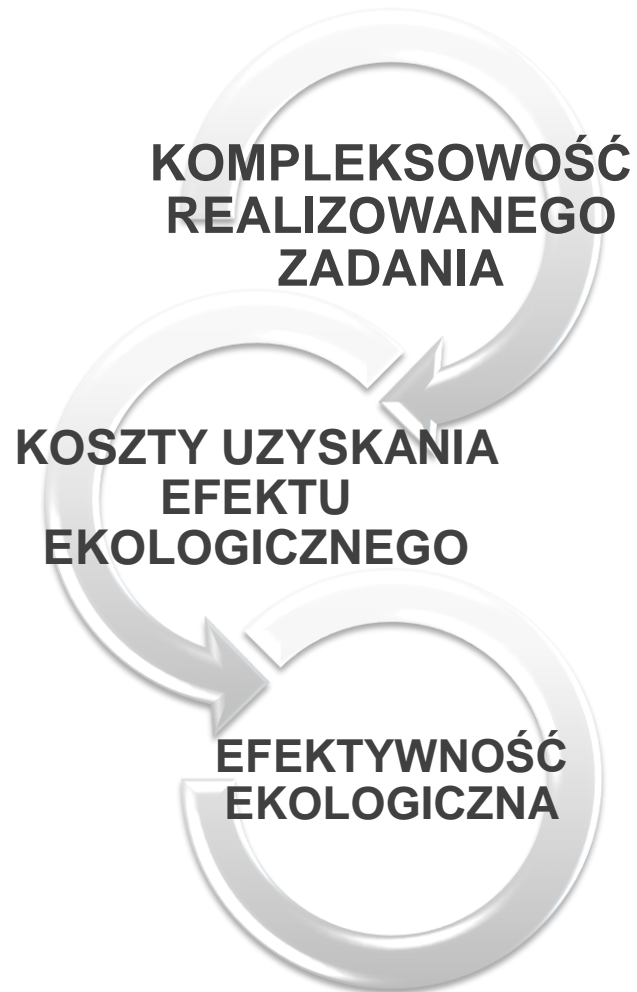 KOMPLEKSOWOŚĆ
REALIZOWANEGO
ZADANIA
KOSZTY UZYSKANIA
EFEKTU
EKOLOGICZNEGO
EFEKTYWNOŚĆ
EKOLOGICZNA